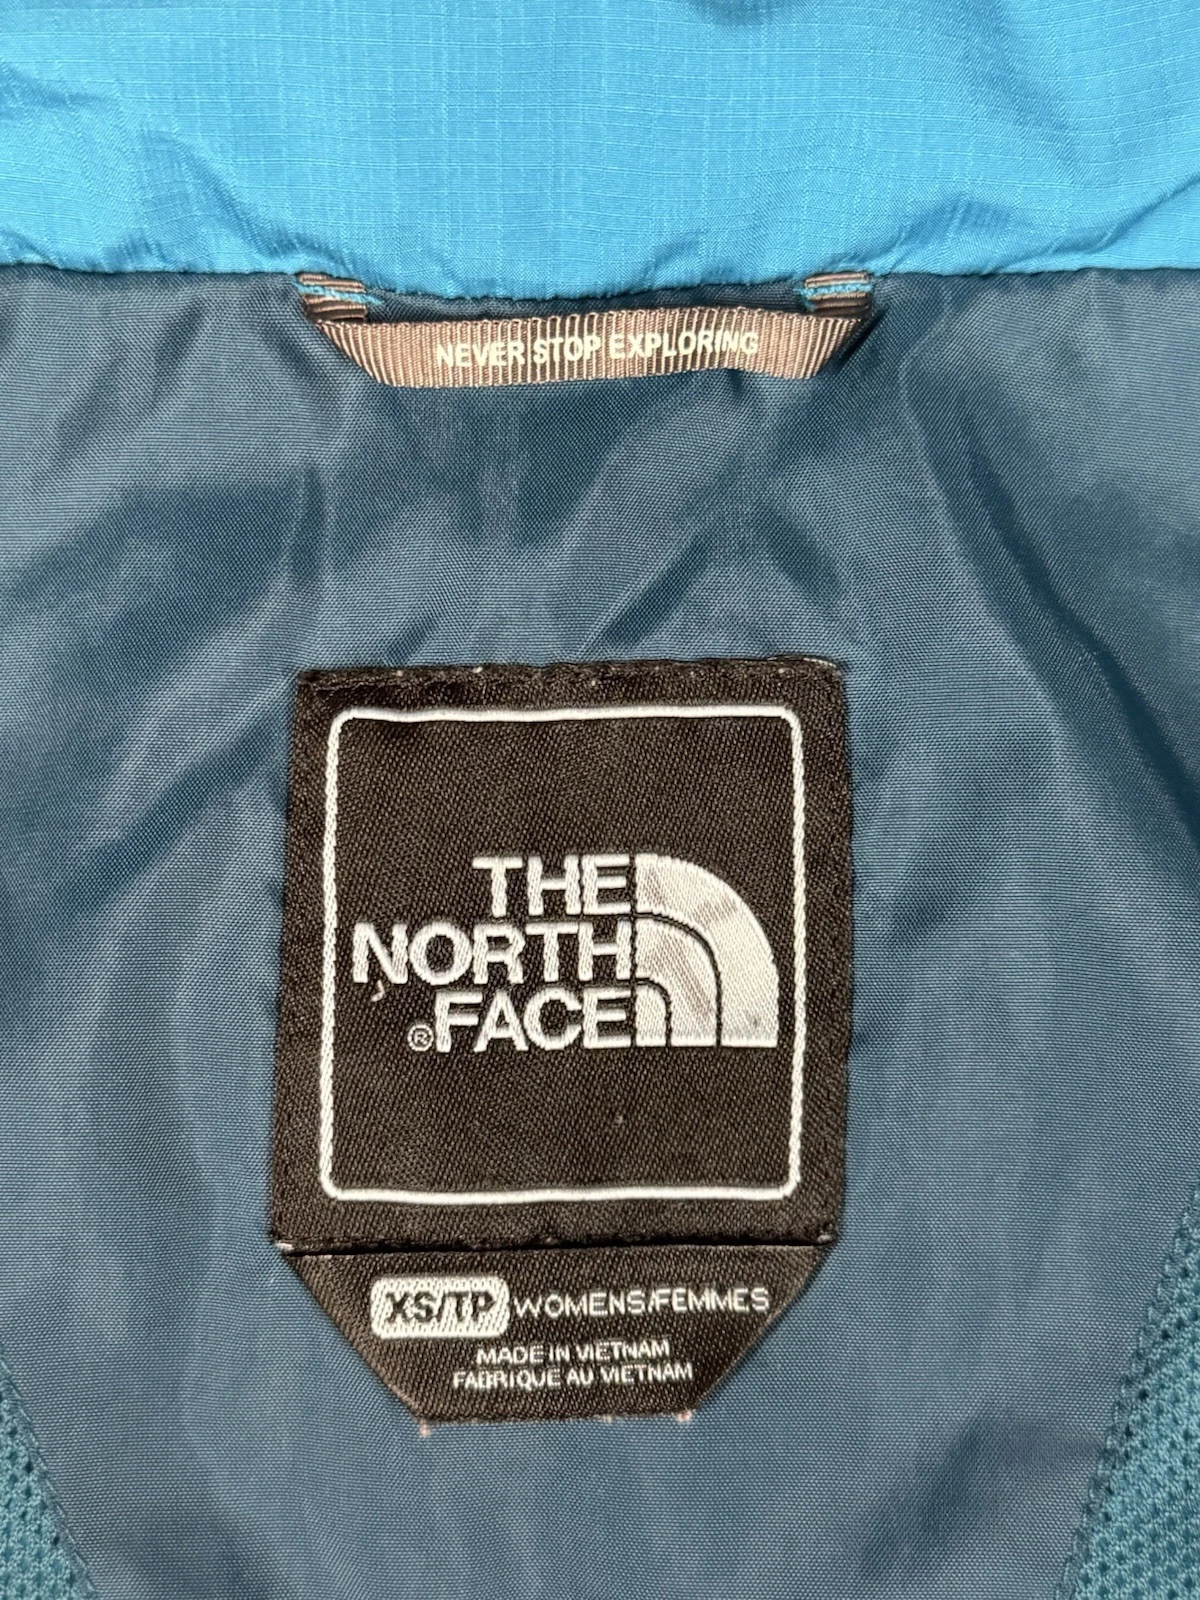 NEVER STOP EXPLORING
THE
NORTH
®FACE
XS/TP WOMENS/FEMMES
MADE IN VIETNAM
FABRIQUE AU VIETNAM